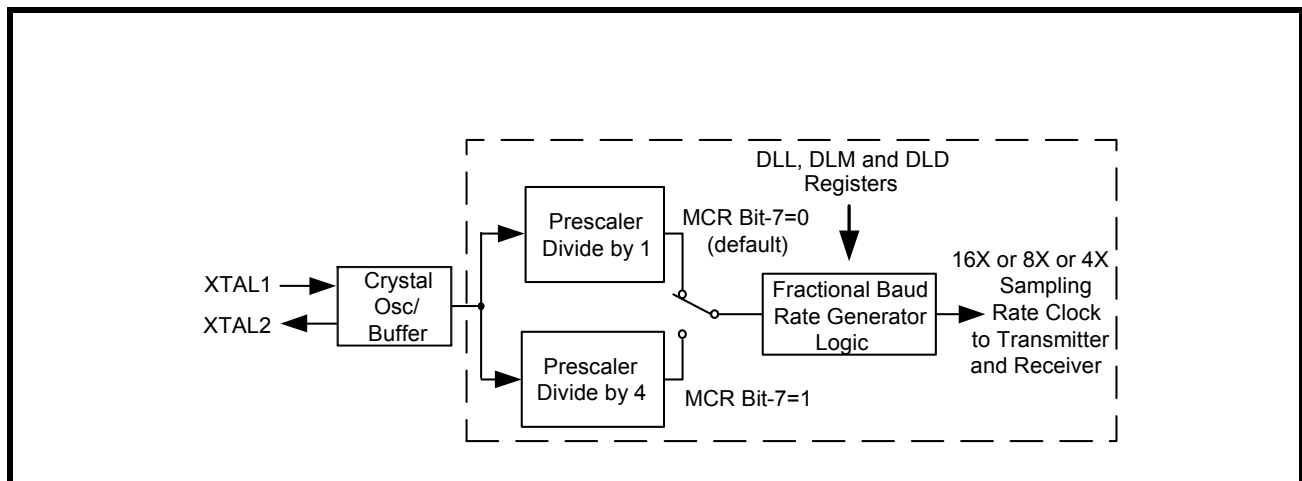 DLL, DLM and DLD
Registers
Prescaler
Divide by 1
MCR Bit-7=0
(default)
XTAL1
XTAL2
Crystal
Osc/
Buffer
Fractional Baud
Rate Generator
Logic
16X or 8X or 4X
Sampling
Rate Clock
to Transmitter
and Receiver
Prescaler
Divide by 4
MCR Bit-7=1